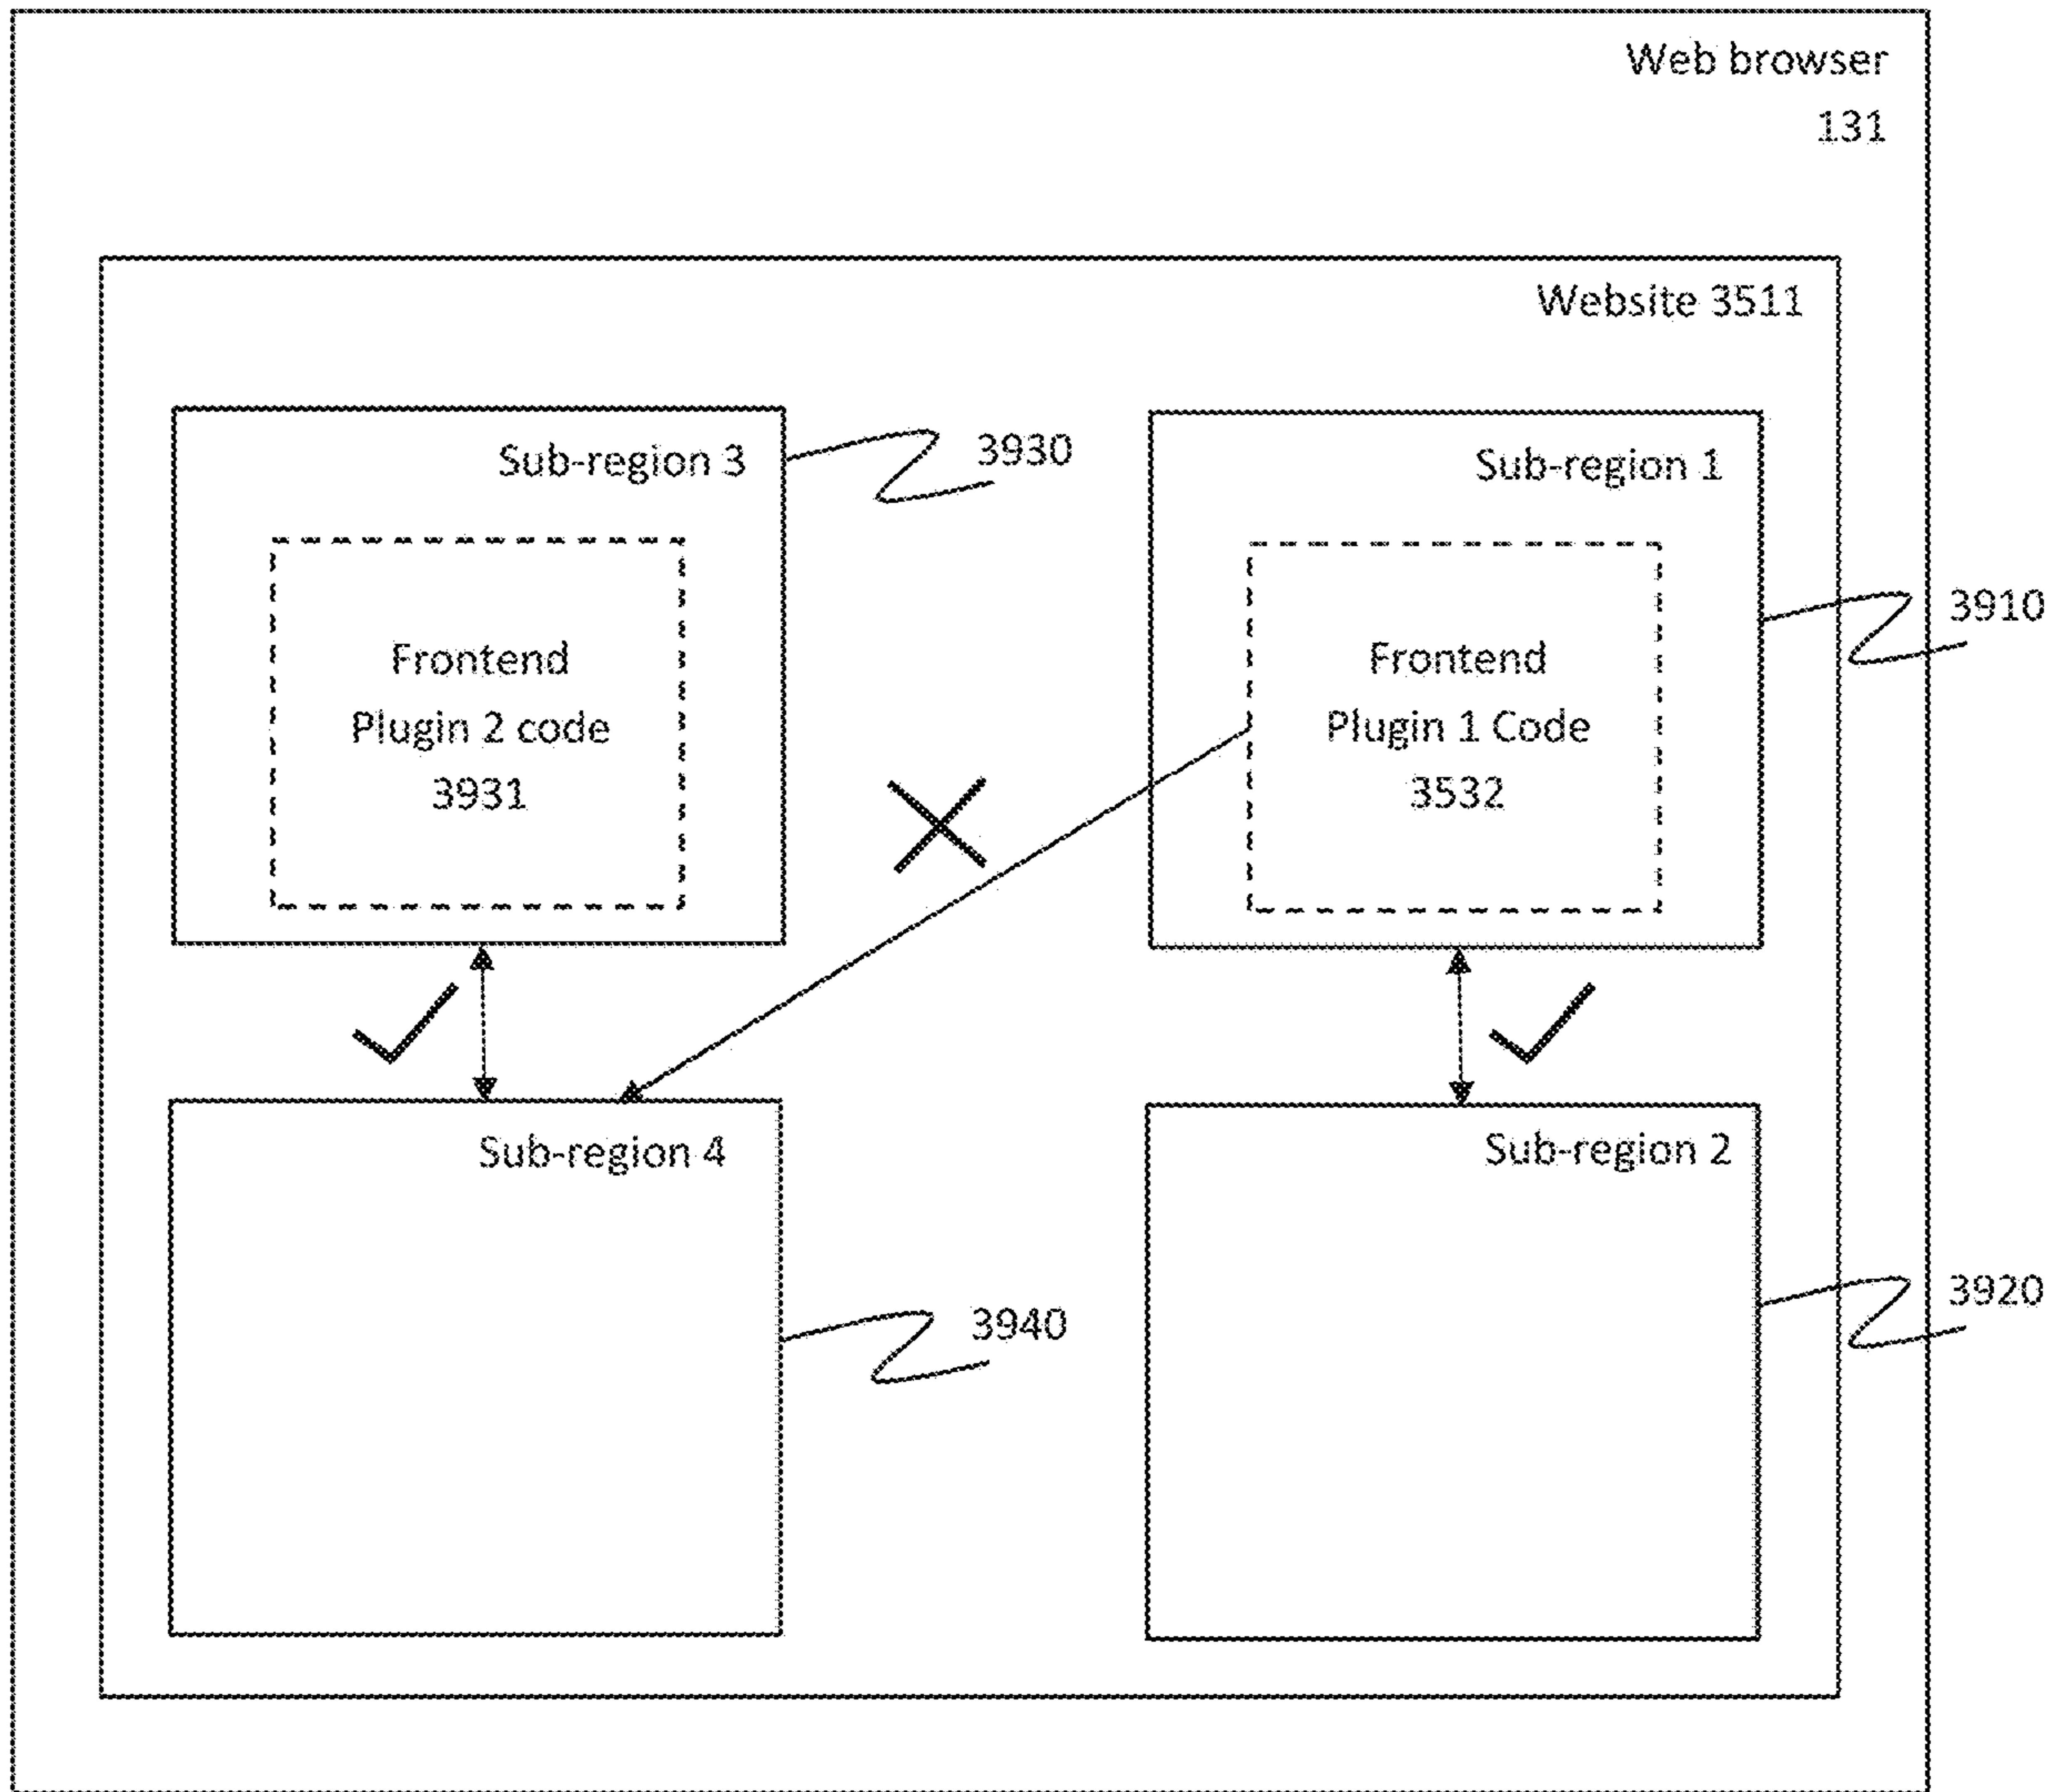 Web browser
131
Website 3511
Sub-region 3
3930
Sub-region 1
3910
Frontend
Plugin 2 code
3931
Frontend
Plugin 1 Code
3532
Sub-region 4
3940
Sub-region 2
3920